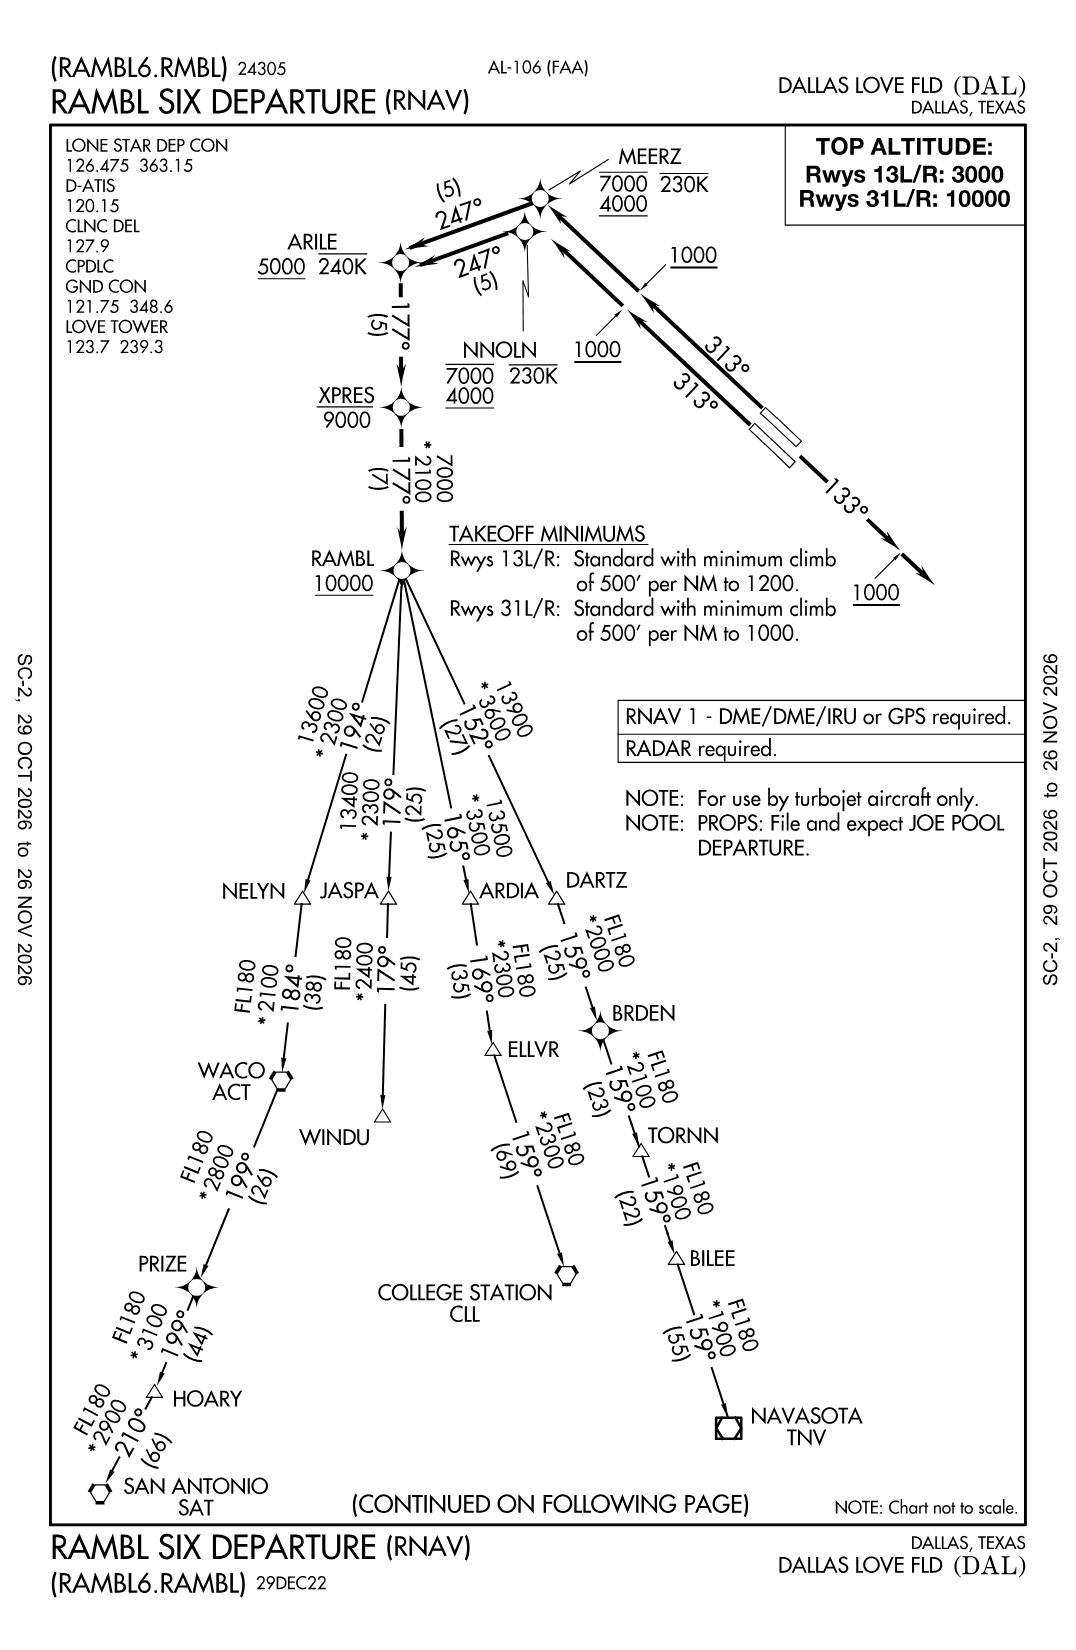 (RAMBL6.RMBL) 24305
AL-106 (FAA)
RAMBL SIX DEPARTURE (RNAV)
DALLAS LOVE FLD (DAL)
DALLAS, TEXAS
LONE STAR DEP CON
126.475 363.15
D-ATIS
120.15
CLNC DEL
127.9
CPDLC
GND CON
121.75 348.6
LOVE TOWER
123.7 239.3
TOP ALTITUDE:
Rwys 13L/R: 3000
Rwys 31L/R: 10000
MEERZ
7000 230K
4000
(5)
247°
ARILE
5000 240K
247°
(5)
1000
NNOLN
7000 230K
4000
1000
313°
313°
177°
(5)
XPRES
9000
133°
1000
7000
*2100
177°
(7)
RAMBL
10000
TAKEOFF MINIMUMS
Rwys 13L/R: Standard with minimum climb
of 500' per NM to 1200.
Rwys 31L/R: Standard with minimum climb
of 500' per NM to 1000.
13600
*2300
194°
(26)
13400
*2300
179°
(25)
13500
*3500
165°
(25)
13900
*3600
152°
(27)
RNAV 1 - DME/DME/IRU or GPS required.
RADAR required.
NOTE: For use by turbojet aircraft only.
NOTE: PROPS: File and expect JOE POOL
DEPARTURE.
NELYN
JASPA
ARDIA
DARTZ
FL180
*2100
184°
(38)
FL180
*2400
179°
(45)
FL180
*2300
169°
(35)
FL180
*2000
159°
(25)
BRDEN
ELLVR
WACO
ACT
WINDU
FL180
*2100
159°
(23)
TORNN
FL180
*2800
199°
(26)
FL180
*2300
159°
(69)
FL180
*1900
159°
(22)
BILEE
PRIZE
COLLEGE STATION
CLL
FL180
*3100
199°
(44)
FL180
*1900
159°
(55)
HOARY
NAVASOTA
TNV
FL180
*2900
210°
(66)
SAN ANTONIO
SAT
(CONTINUED ON FOLLOWING PAGE)
NOTE: Chart not to scale.
SC-2, 29 OCT 2026 to 26 NOV 2026
SC-2, 29 OCT 2026 to 26 NOV 2026
RAMBL SIX DEPARTURE (RNAV)
(RAMBL6.RAMBL) 29DEC22
DALLAS, TEXAS
DALLAS LOVE FLD (DAL)